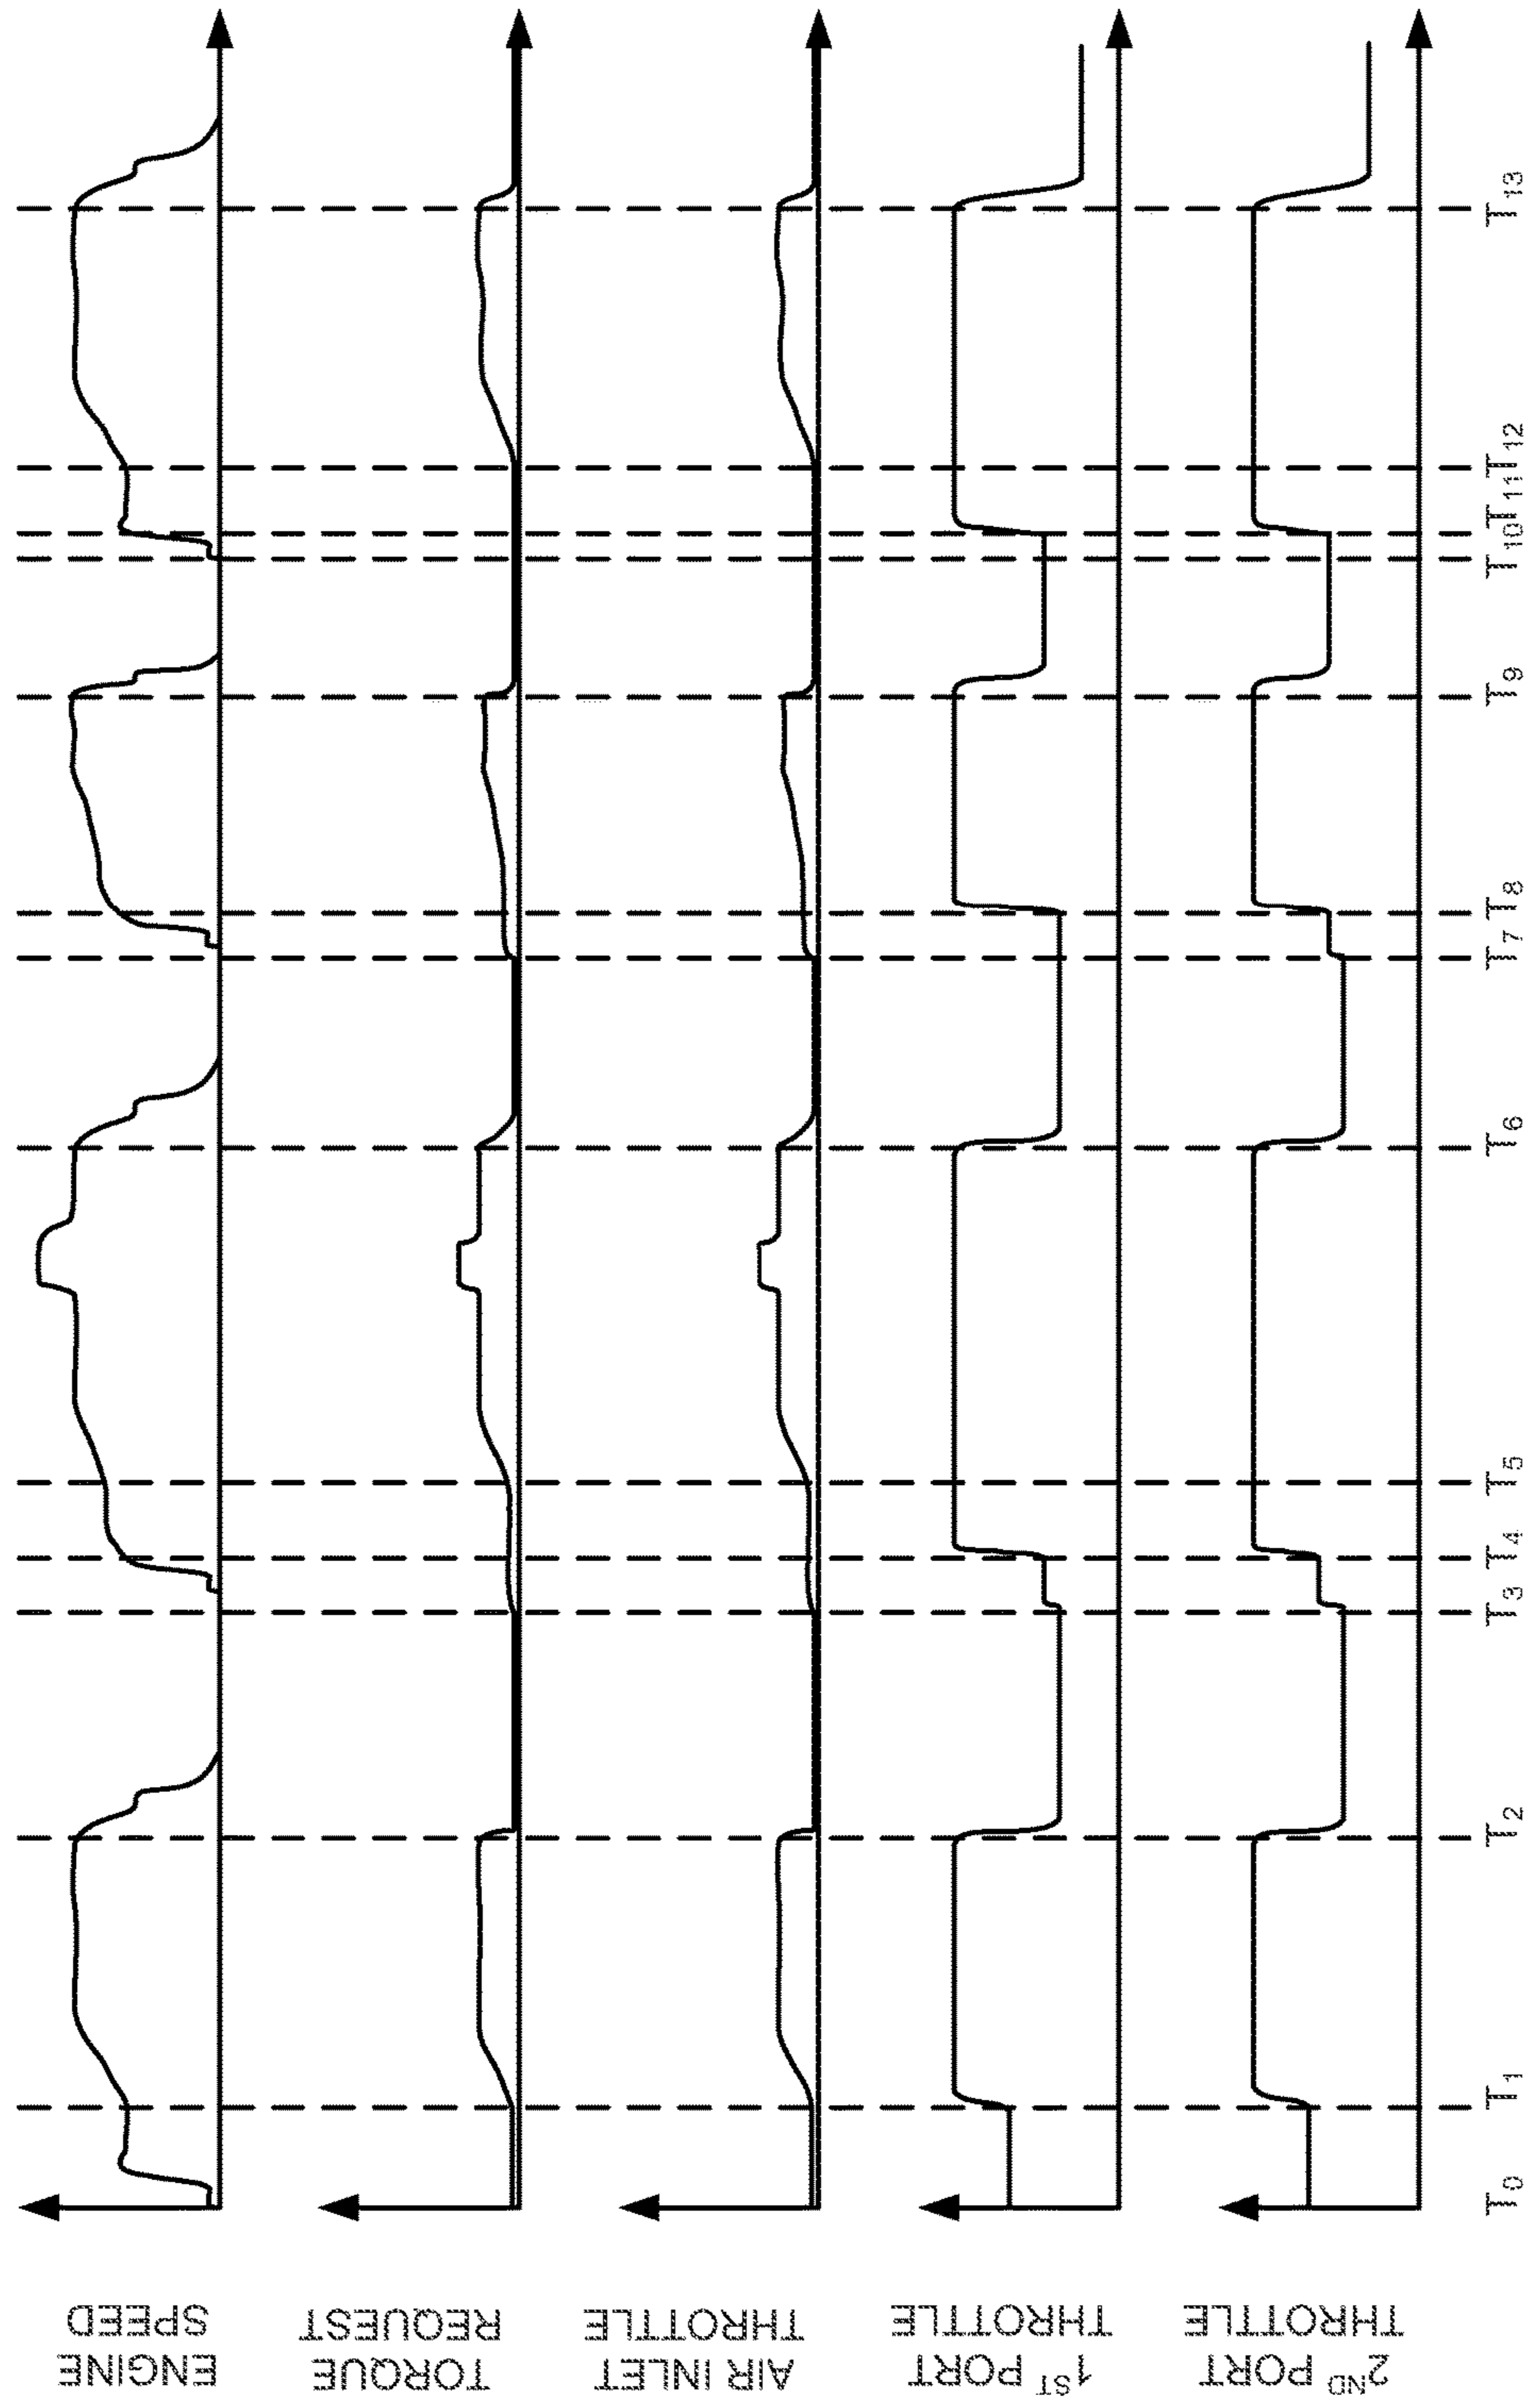 ENGINE
SPEED
TORQUE
REQUEST
AIR INLET
THROTTLE
1ST PORT
THROTTLE
2ND PORT
THROTTLE
T0 T1 T2 T3 T4 T5 T6 T7 T8 T9 T10 T11 T12 T13